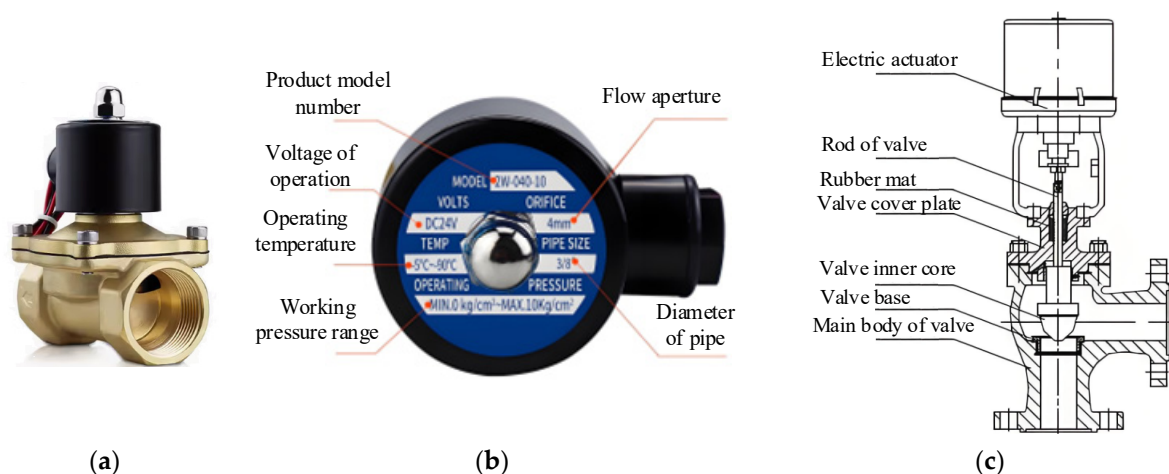 Product model
number
Voltage of
operation
Operating
temperature
Working
pressure range
Flow aperture
Diameter
of pipe
MODEL 2W-040-10
VOLTS ORIFICE
DC24V 4mm
TEMP PIPE SIZE
-5℃~90℃ 3/8
OPERATING PRESSURE
MIN.0 kg/cm²~MAX.10Kg/cm²
Electric actuator
Rod of valve
Rubber mat
Valve cover plate
Valve inner core
Valve base
Main body of valve
(a) (b) (c)